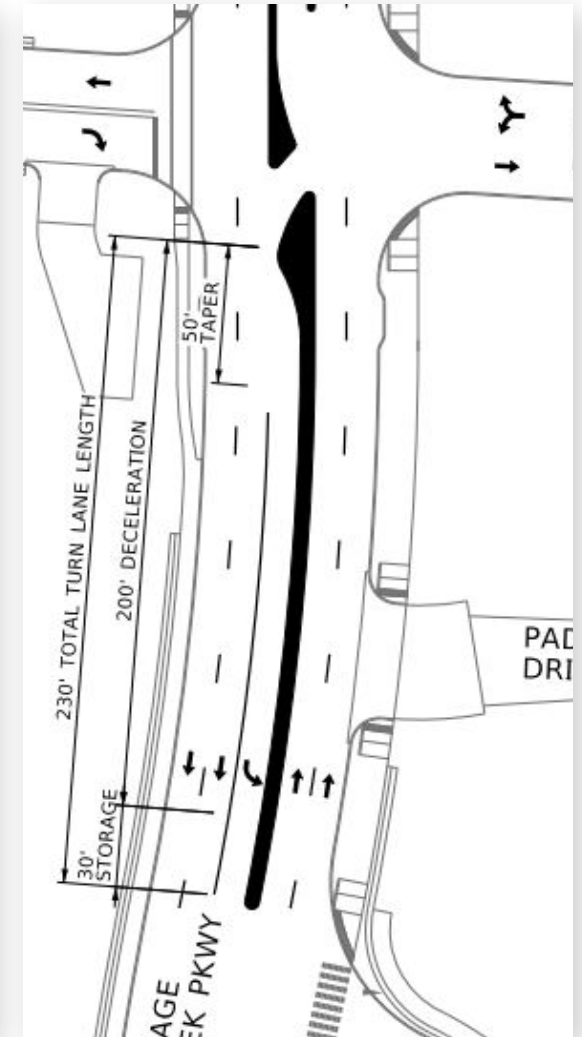 50'
TAPER
230' TOTAL TURN LANE LENGTH
200' DECELERATION
PAD
DRI
30'
STORAGE
AGE
EK PKWY